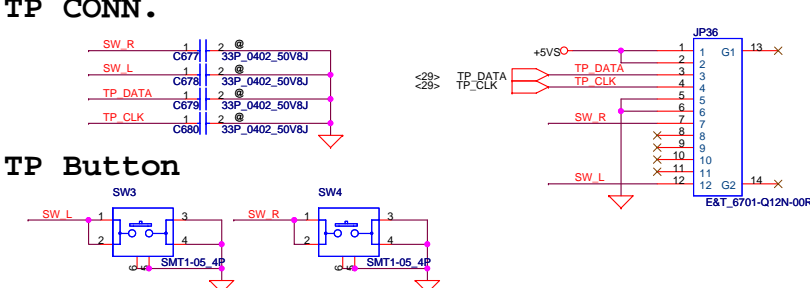 TP CONN.
SW_R 1 2 @
C677 33P_0402_50V8J
SW_L 1 2 @
C678 33P_0402_50V8J
TP_DATA 1 2 @
C679 33P_0402_50V8J
TP_CLK 1 2 @
C680 33P_0402_50V8J
JP36
+5VS 1 1 G1 13
2 2
<29> TP_DATA TP_DATA 3 3
<29> TP_CLK TP_CLK 4 4
5 5
6 6
SW_R 7 7
8 8
9 9
10 10
11 11
SW_L 12 12 G2 14
E&T_6701-Q12N-00R
TP Button
SW3 SW4
SW_L 1 3 SW_R 1 3
2 4 2 4
6 5 SMT1-05_4P 6 5 SMT1-05_4P